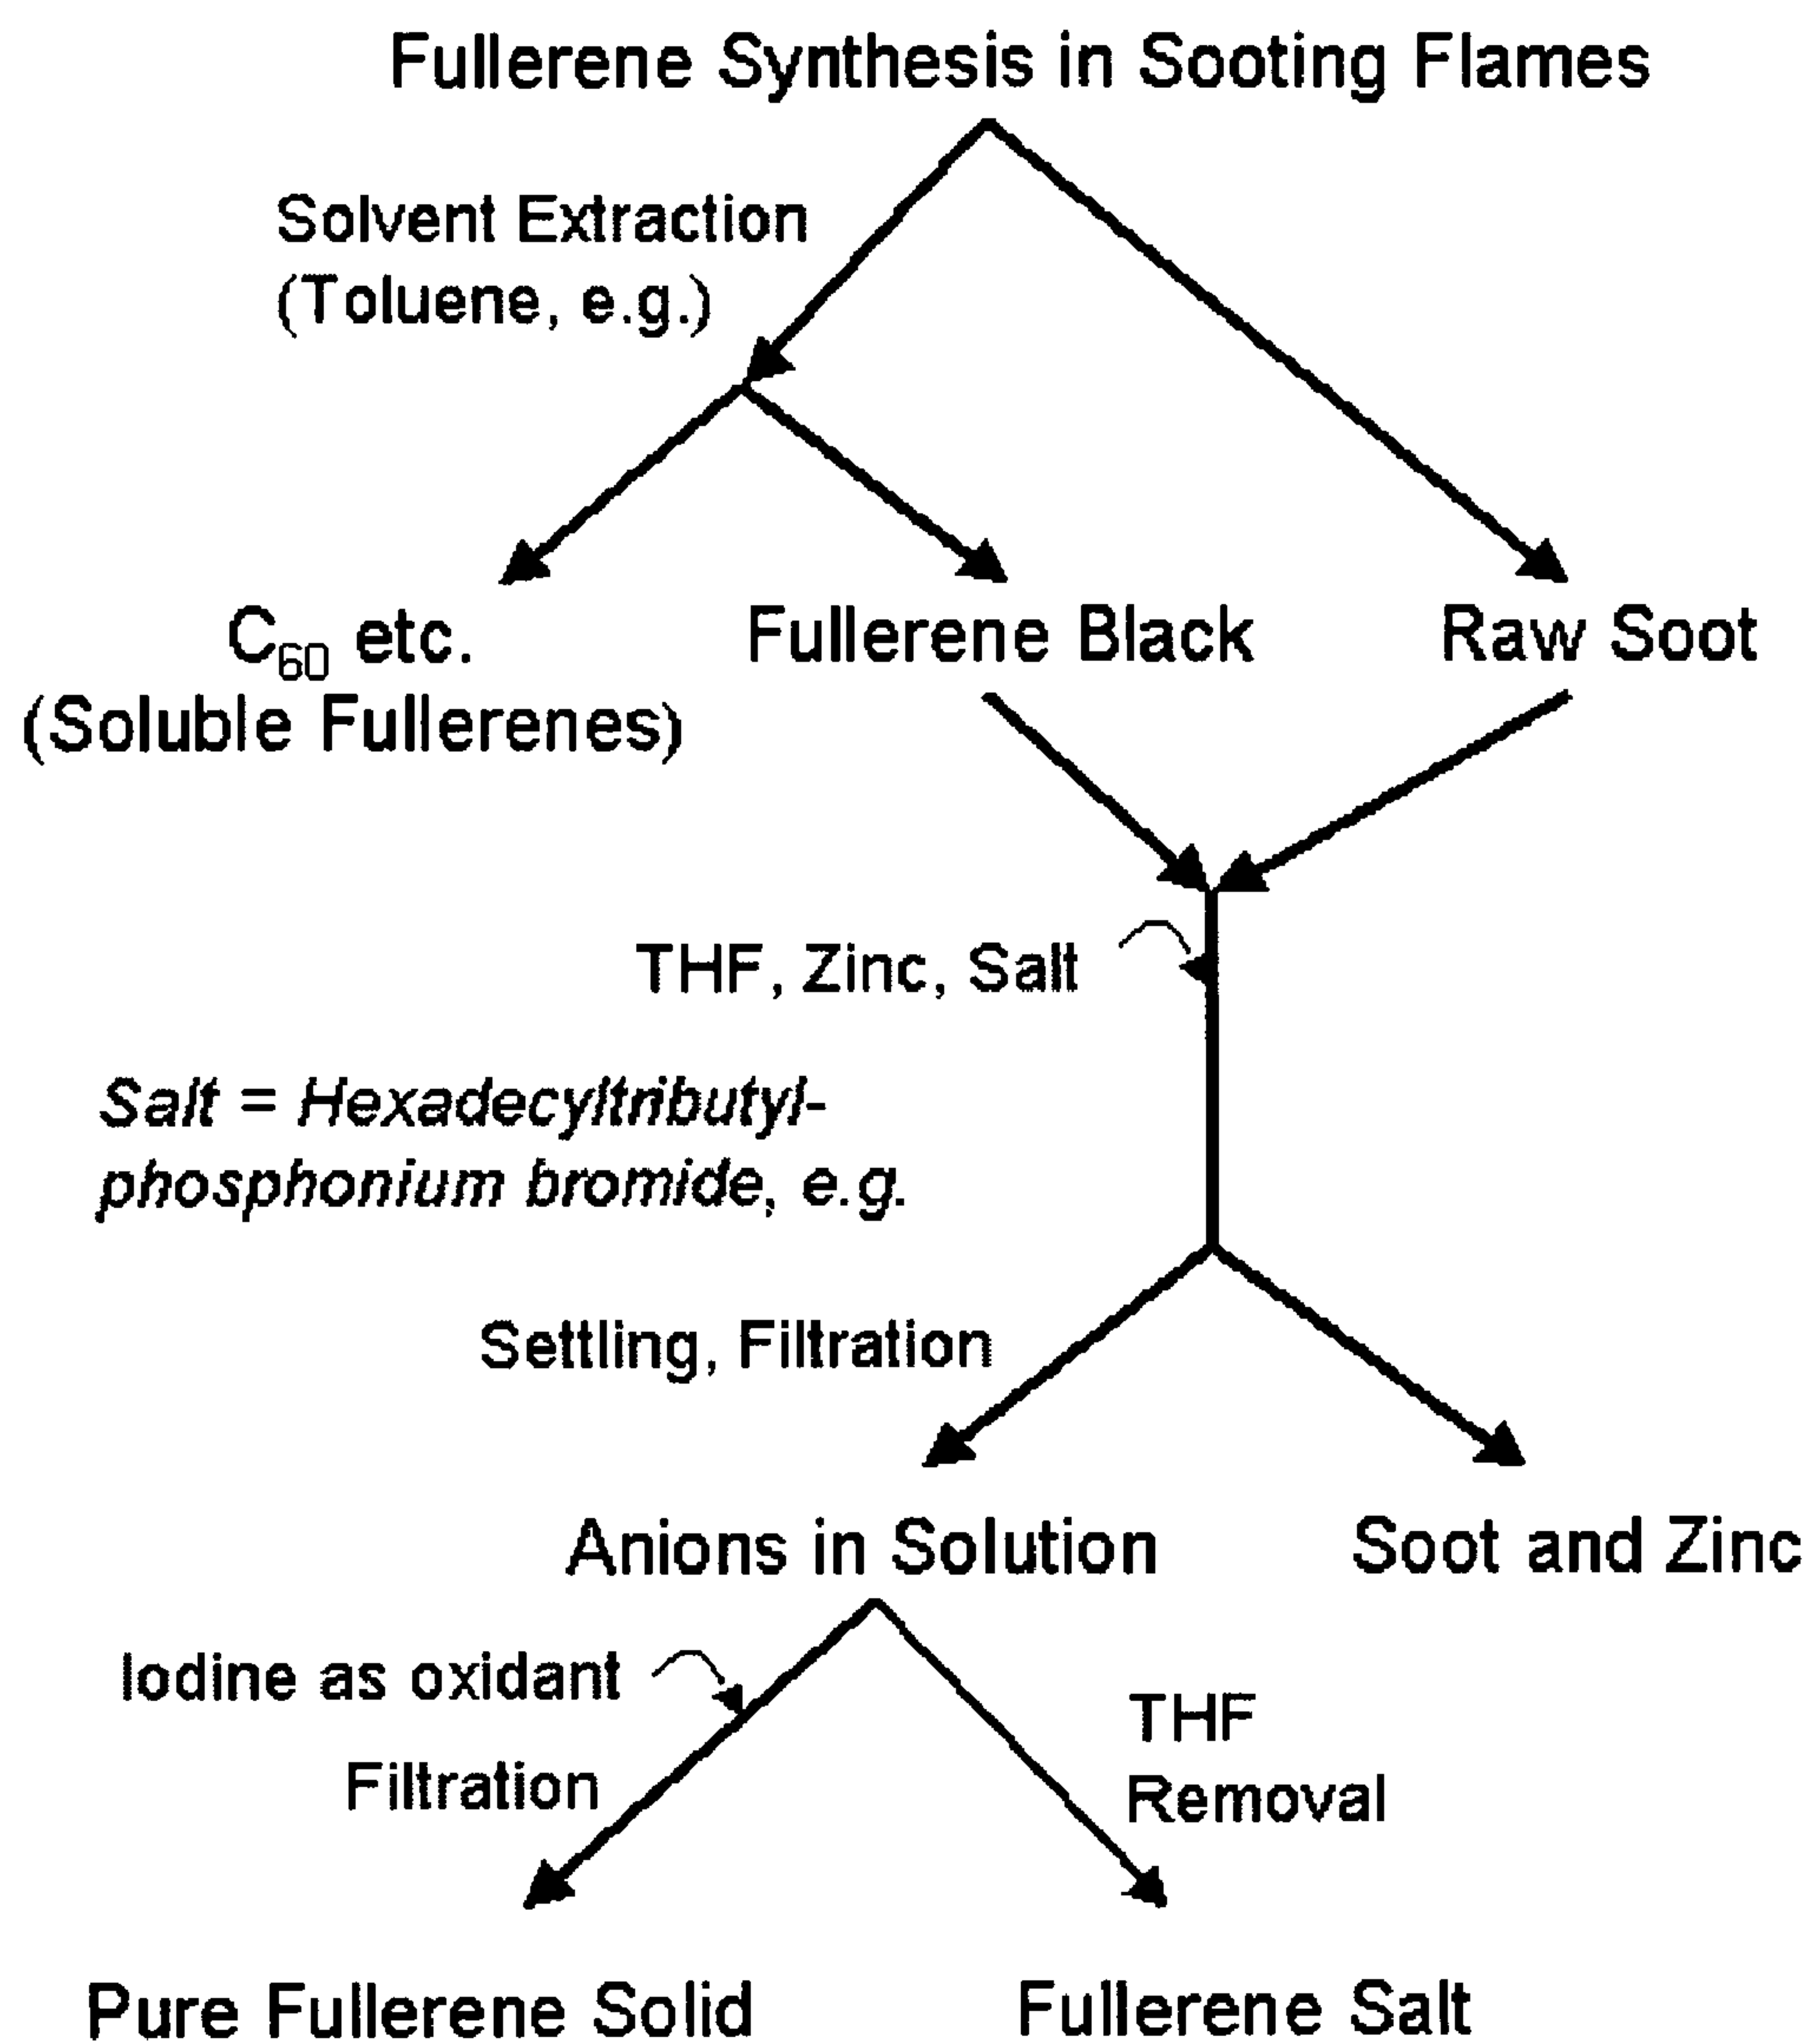 Fullerene Synthesis in Sooting Flames
Solvent Extraction
(Toluene, e.g.)
C60 etc.
(Soluble Fullerenes)
Fullerene Black
Raw Soot
THF, Zinc, Salt
Salt = Hexadecyltributyl-
phosphonium bromide, e.g.
Settling, Filtration
Anions in Solution
Soot and Zinc
Iodine as oxidant
Filtration
THF
Removal
Pure Fullerene Solid
Fullerene Salt